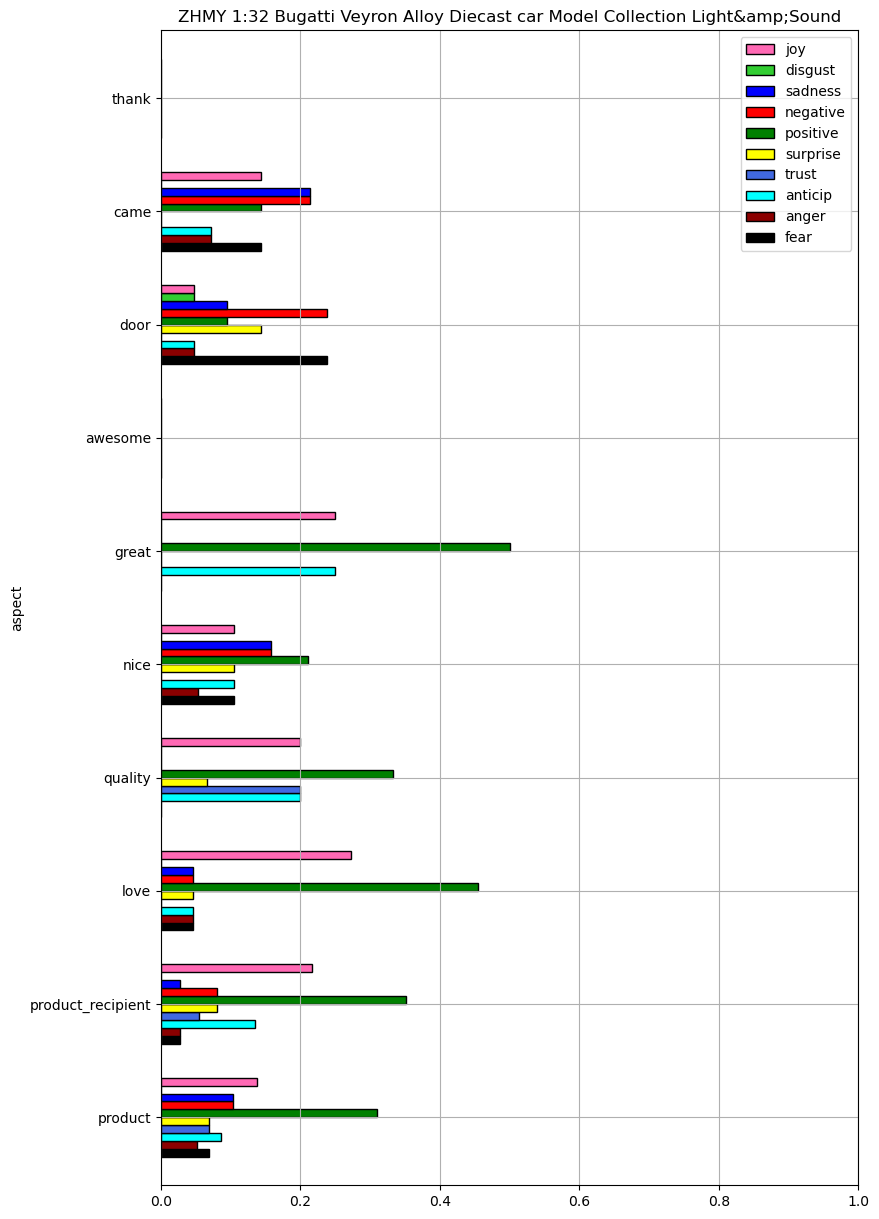 ZHMY 1:32 Bugatti Veyron Alloy Diecast car Model Collection Light&amp;Sound
joy
disgust
sadness
negative
positive
surprise
trust
anticip
anger
fear
thank
came
door
awesome
great
nice
quality
love
product_recipient
product
aspect
0.0 0.2 0.4 0.6 0.8 1.0